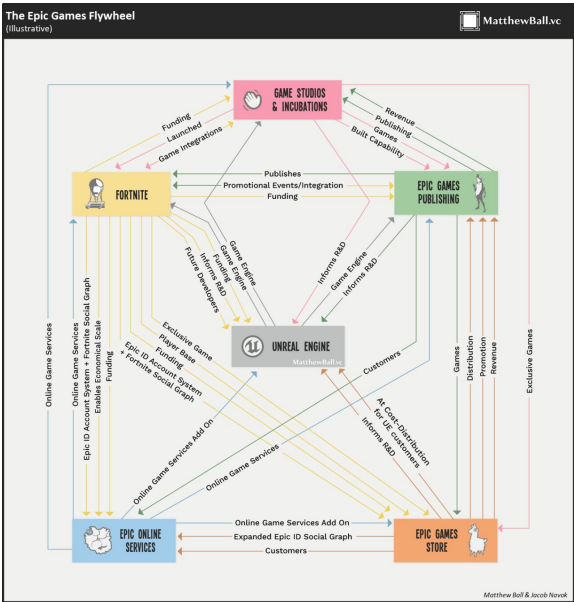 The Epic Games Flywheel
(Illustrative)
MatthewBall.vc
GAME STUDIOS
& INCUBATIONS
Funding
Launched
Game Integrations
Revenue
Publishing
Games
Built Capability
FORTNITE
Publishes
Promotional Events/Integration
Funding
EPIC GAMES
PUBLISHING
Game Engine
Game Engine
Funding
Informs R&D
Future Developers
Informs R&D
Game Engine
Informs R&D
UNREAL ENGINE
MatthewBall.vc
Online Game Services
Online Game Services
Epic ID Account System + Fortnite Social Graph
Enables Economical Scale
Funding
Exclusive Game
Player Base
Funding
Epic ID Account System
+ Fortnite Social Graph
Customers
Games
Distribution
Promotion
Revenue
Exclusive Games
Online Game Services Add On
Online Game Services
At Cost-Distribution
for UE customers
Informs R&D
EPIC ONLINE
SERVICES
Online Game Services Add On
Expanded Epic ID Social Graph
Customers
EPIC GAMES
STORE
Matthew Ball & Jacob Navok